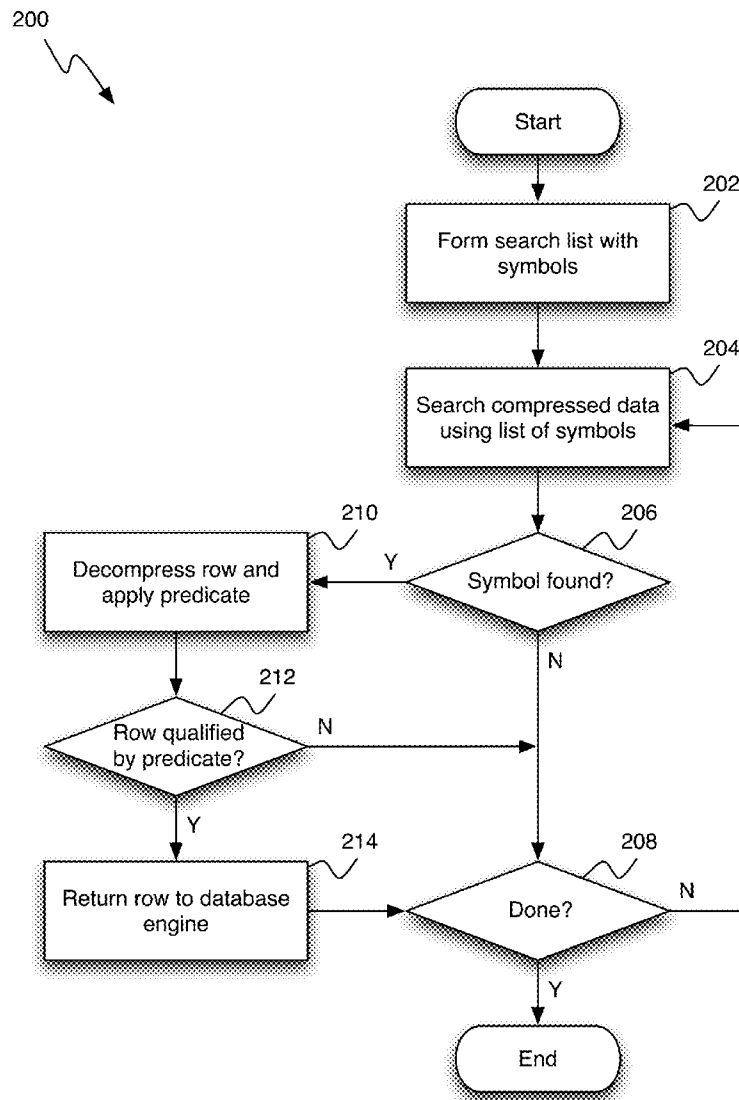 200
Start
202
Form search list with
symbols
204
Search compressed data
using list of symbols
210
206
Decompress row and
apply predicate
Y
Symbol found?
N
212
Row qualified
by predicate?
N
Y
214
208
Return row to database
engine
Done?
N
Y
End